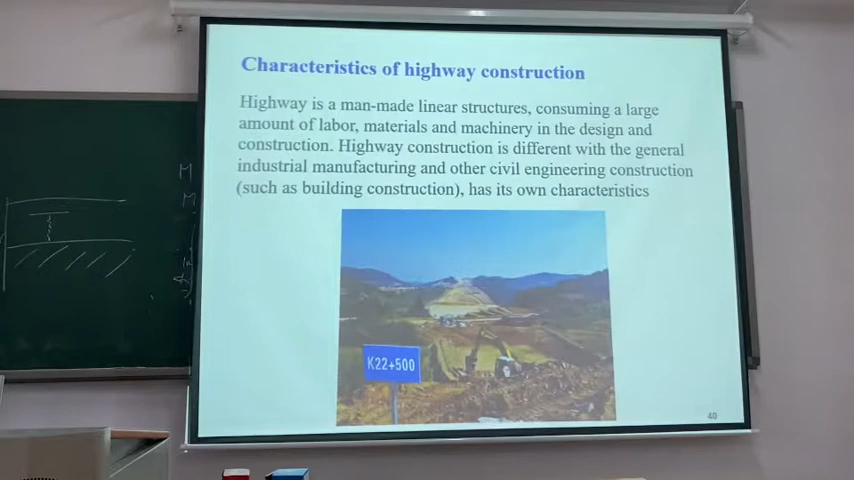 Characteristics of highway construction
Highway is a man-made linear structures, consuming a large
amount of labor, materials and machinery in the design and
construction. Highway construction is different with the general
industrial manufacturing and other civil engineering construction
(such as building construction), has its own characteristics
K22+500
40